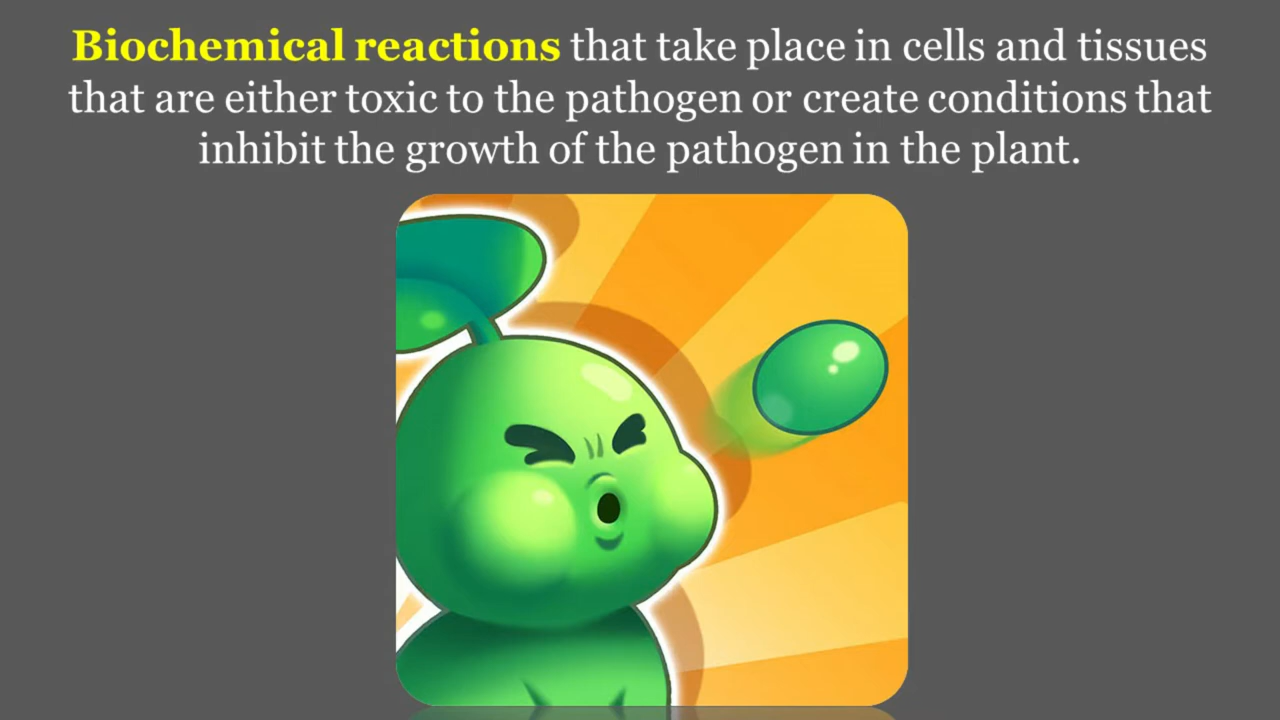 Biochemical reactions that take place in cells and tissues
that are either toxic to the pathogen or create conditions that
inhibit the growth of the pathogen in the plant.